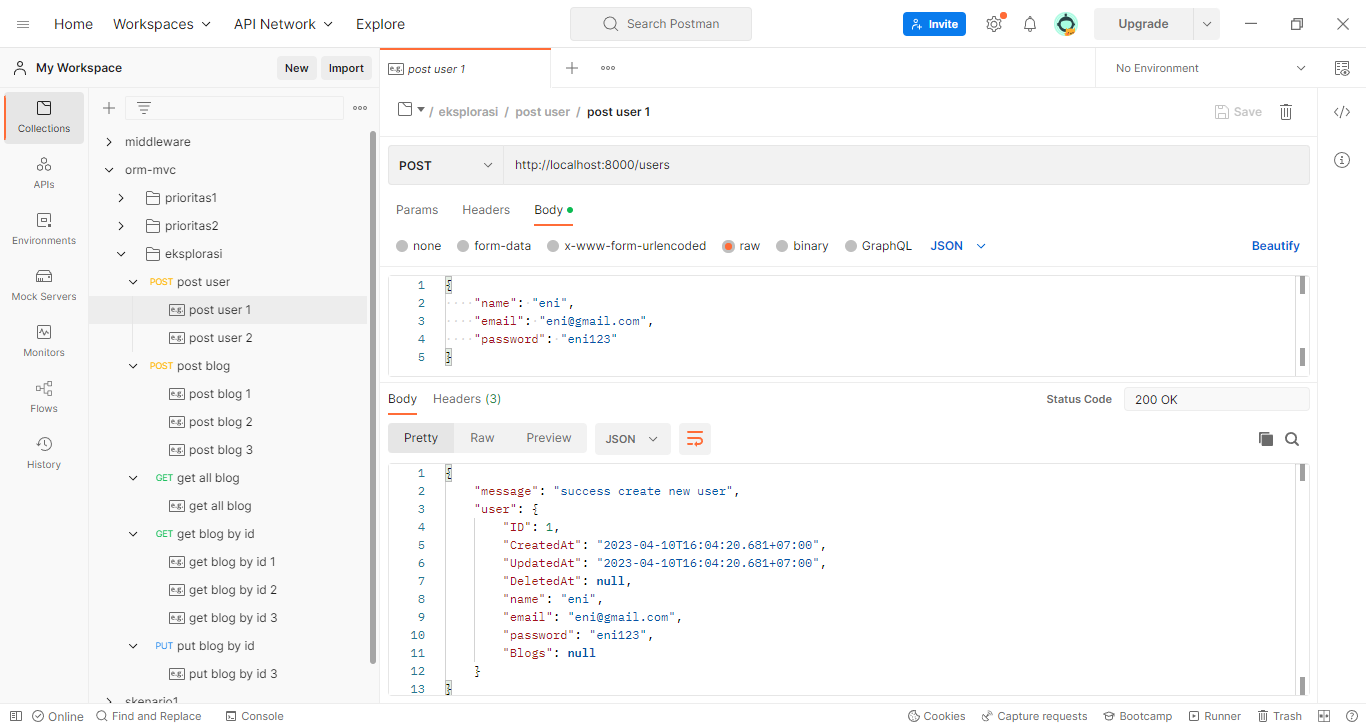 Home Workspaces API Network Explore Search Postman Invite Upgrade
My Workspace New Import
post user 1 No Environment
Collections
APIs
Environments
Mock Servers
Monitors
Flows
History
middleware
orm-mvc
prioritas1
prioritas2
eksplorasi
POST post user
e.g. post user 1
e.g. post user 2
POST post blog
e.g. post blog 1
e.g. post blog 2
e.g. post blog 3
GET get all blog
e.g. get all blog
GET get blog by id
e.g. get blog by id 1
e.g. get blog by id 2
e.g. get blog by id 3
PUT put blog by id
e.g. put blog by id 3
skenario1
/ eksplorasi / post user / post user 1 Save
POST http://localhost:8000/users
Params Headers Body
none form-data x-www-form-urlencoded raw binary GraphQL JSON Beautify
1 {
2 "name": "eni",
3 "email": "eni@gmail.com",
4 "password": "eni123"
5 }
Body Headers (3) Status Code 200 OK
Pretty Raw Preview JSON
1 {
2 "message": "success create new user",
3 "user": {
4 "ID": 1,
5 "CreatedAt": "2023-04-10T16:04:20.681+07:00",
6 "UpdatedAt": "2023-04-10T16:04:20.681+07:00",
7 "DeletedAt": null,
8 "name": "eni",
9 "email": "eni@gmail.com",
10 "password": "eni123",
11 "Blogs": null
12 }
13 }
Online Find and Replace Console Cookies Capture requests Bootcamp Runner Trash